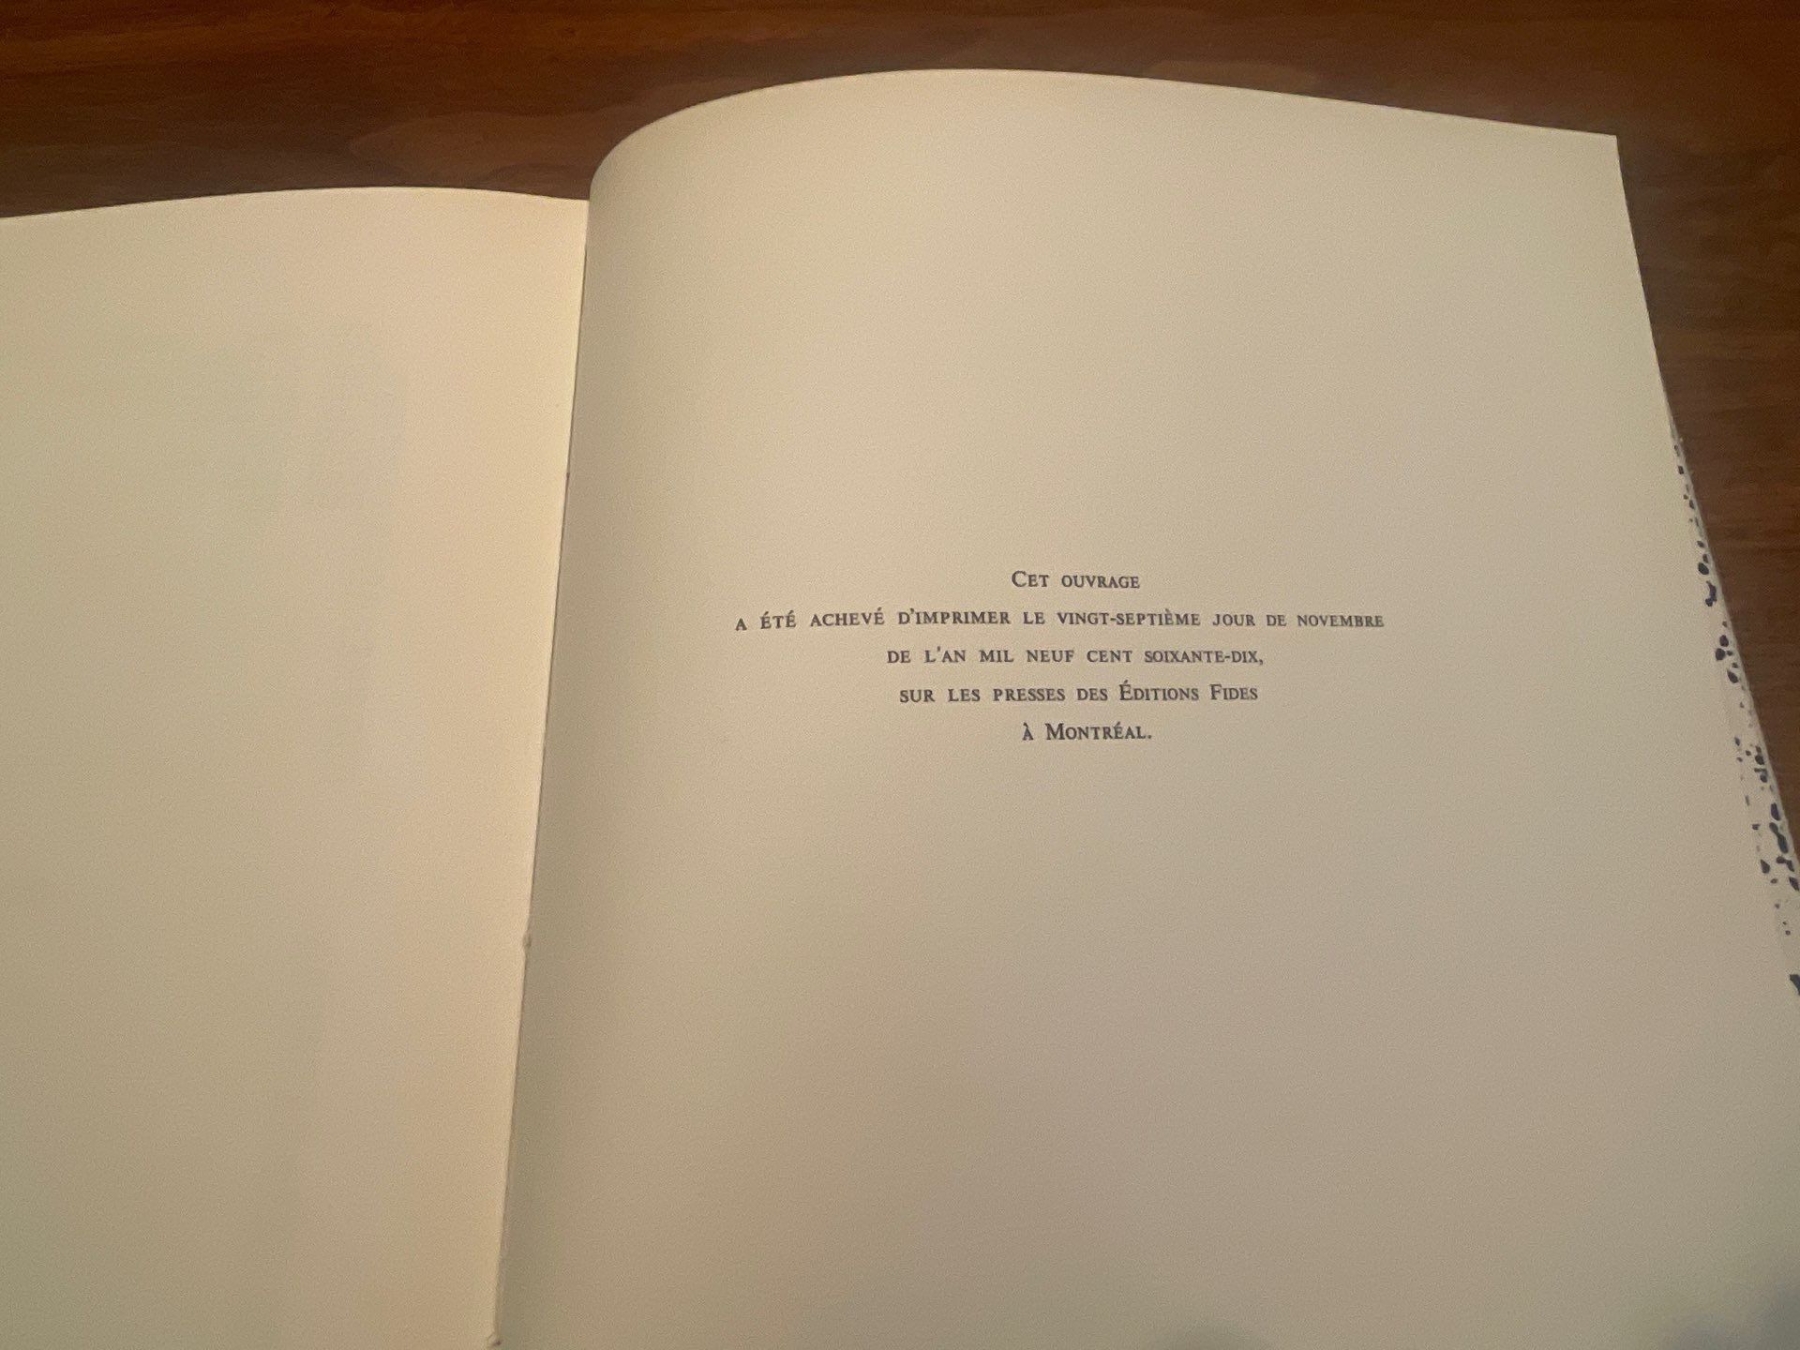 Cet ouvrage
a été achevé d'imprimer le vingt-septième jour de novembre
de l'an mil neuf cent soixante-dix,
sur les presses des Éditions Fides
à Montréal.